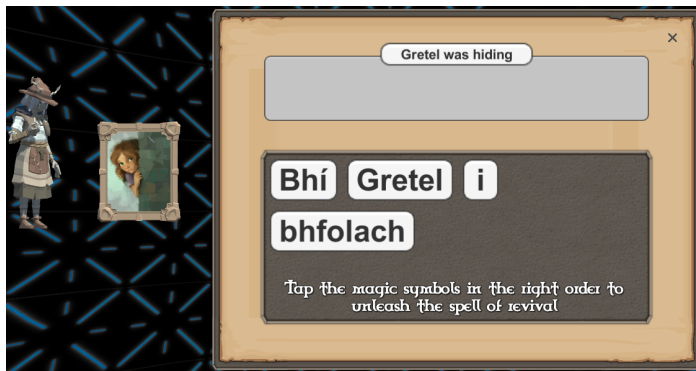 Gretel was hiding
Bhí Gretel i
bhfolach
Tap the magic symbols in the right order to
unleash the spell of revival